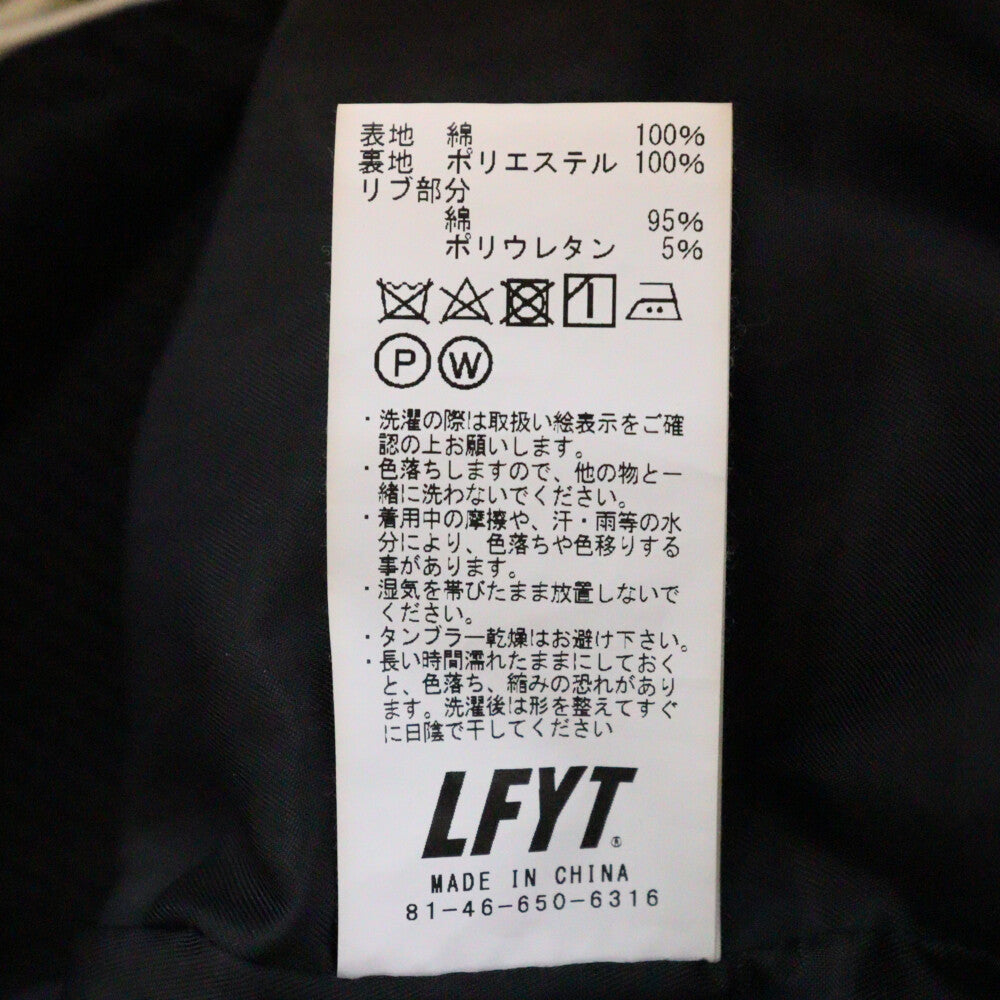 表地 綿 100%
裏地 ポリエステル 100%
リブ部分
綿 95%
ポリウレタン 5%
P W
・洗濯の際は取扱い絵表示をご確
認の上お願いします。
・色落ちしますので、他の物と一
緒に洗わないでください。
・着用中の摩擦や、汗・雨等の水
分により、色落ちや色移りする
事があります。
・湿気を帯びたまま放置しないで
ください。
・タンブラー乾燥はお避け下さい。
・長い時間濡れたままにしておく
と、色落ち、縮みの恐れがあり
ます。洗濯後は形を整えてすぐ
に日陰で干してください
LFYT®
MADE IN CHINA
81-46-650-6316